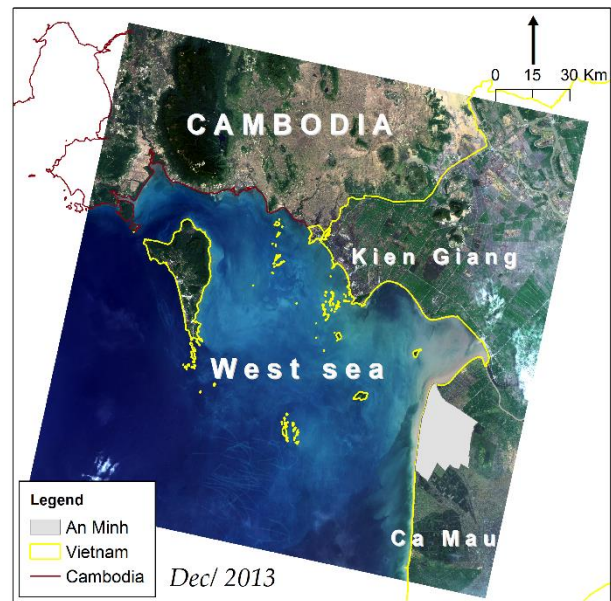 0 15 30 Km
CAMBODIA
Kien Giang
West sea
Legend
An Minh
Vietnam
Cambodia
Ca Mau
Dec/ 2013